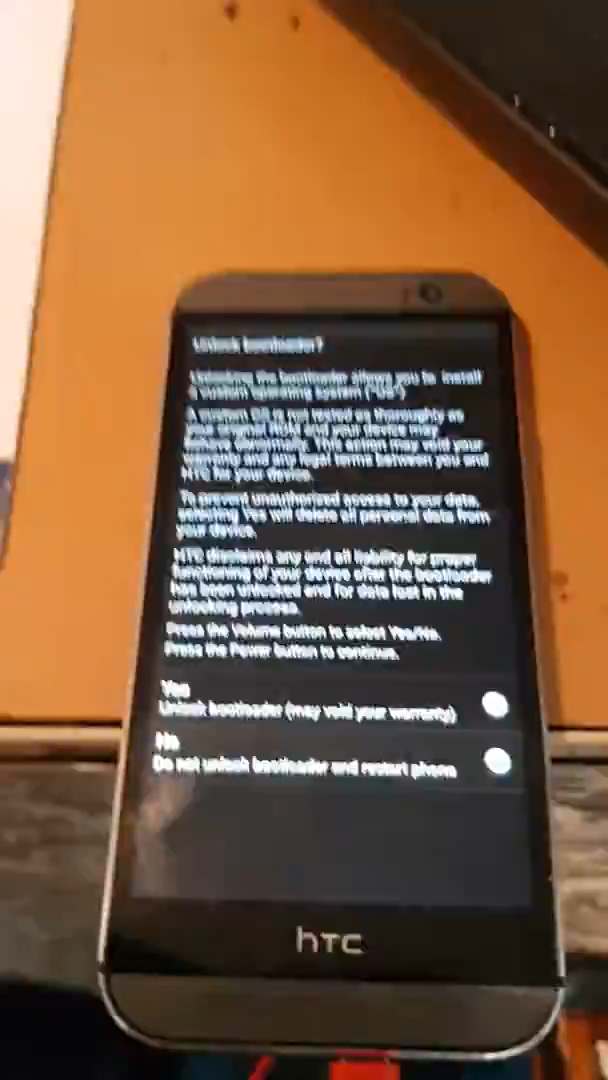 Unlock bootloader?
Unlocking the bootloader allows you to install
a custom operating system ("OS")
A custom OS is not tested as thoroughly as
your original and your device may
This action may void your
warranty and any legal terms between you and
HTC for your device.
To prevent unauthorized access to your data,
selecting Yes will delete all personal data from
your device.
HTC disclaims any and all liability for proper
functioning of your device after the bootloader
has been unlocked and for data lost in the
unlocking process.
Press the Volume button to select Yes/No.
Press the Power button to continue.
Yes
Unlock bootloader (may void your warranty)
No
Do not unlock bootloader and restart phone
hTC